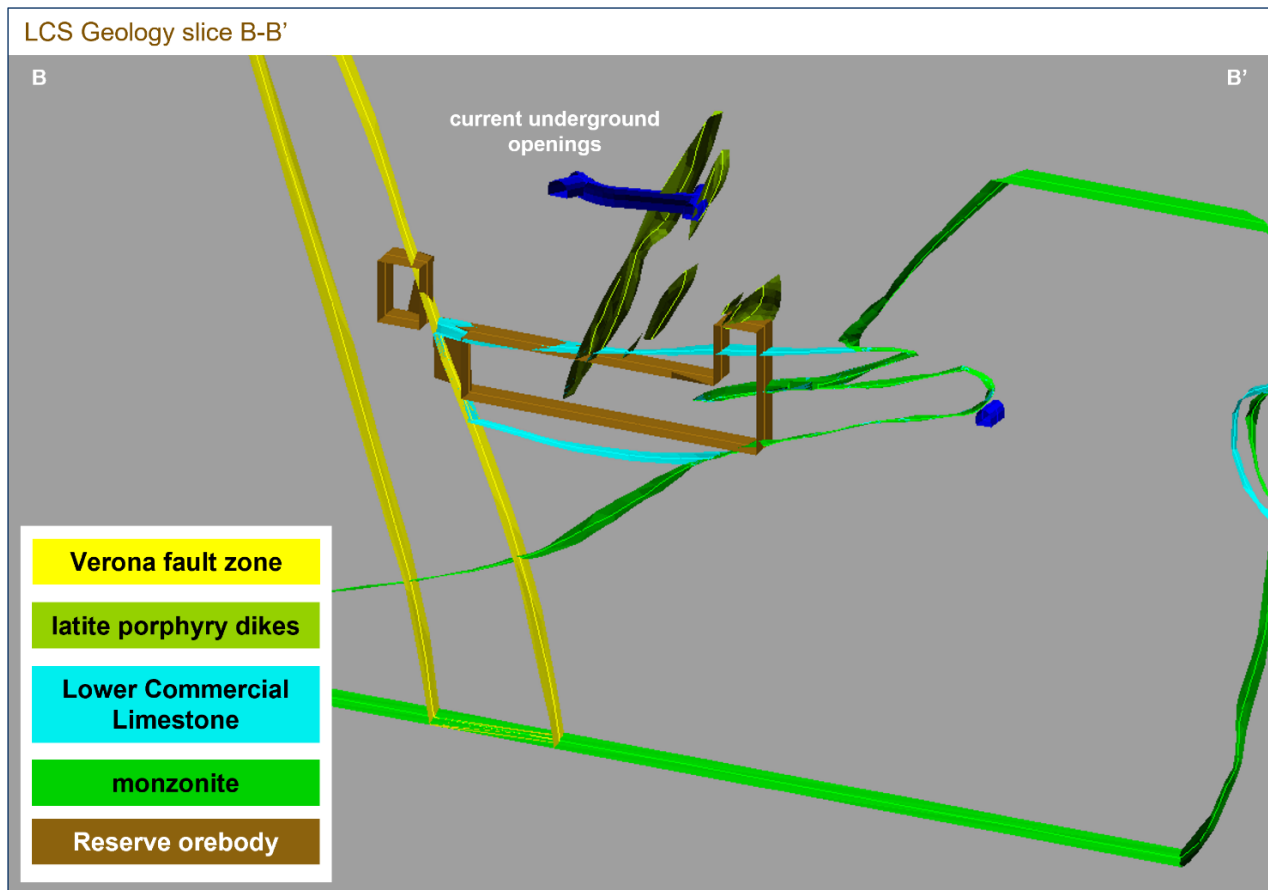 LCS Geology slice B-B’
B
B’
current underground
openings
Verona fault zone
latite porphyry dikes
Lower Commercial
Limestone
monzonite
Reserve orebody